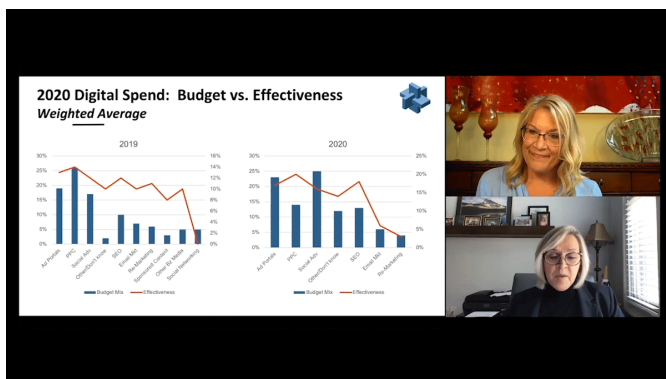 2020 Digital Spend: Budget vs. Effectiveness
Weighted Average
2019
30%
25%
20%
15%
10%
5%
0%
16%
14%
12%
10%
8%
6%
4%
2%
0%
Ad Portals
PPC
Social Adv
Other/Don't know
SEO
Email Mkt
Re-Marketing
Sponsored Content
Other Biz Media
Social Networking
Budget Mix
Effectiveness
2020
30%
25%
20%
15%
10%
5%
0%
25%
20%
15%
10%
5%
0%
Ad Portals
PPC
Social Adv
Other/Don't know
SEO
Email Mkt
Re-Marketing
Budget Mix
Effectiveness